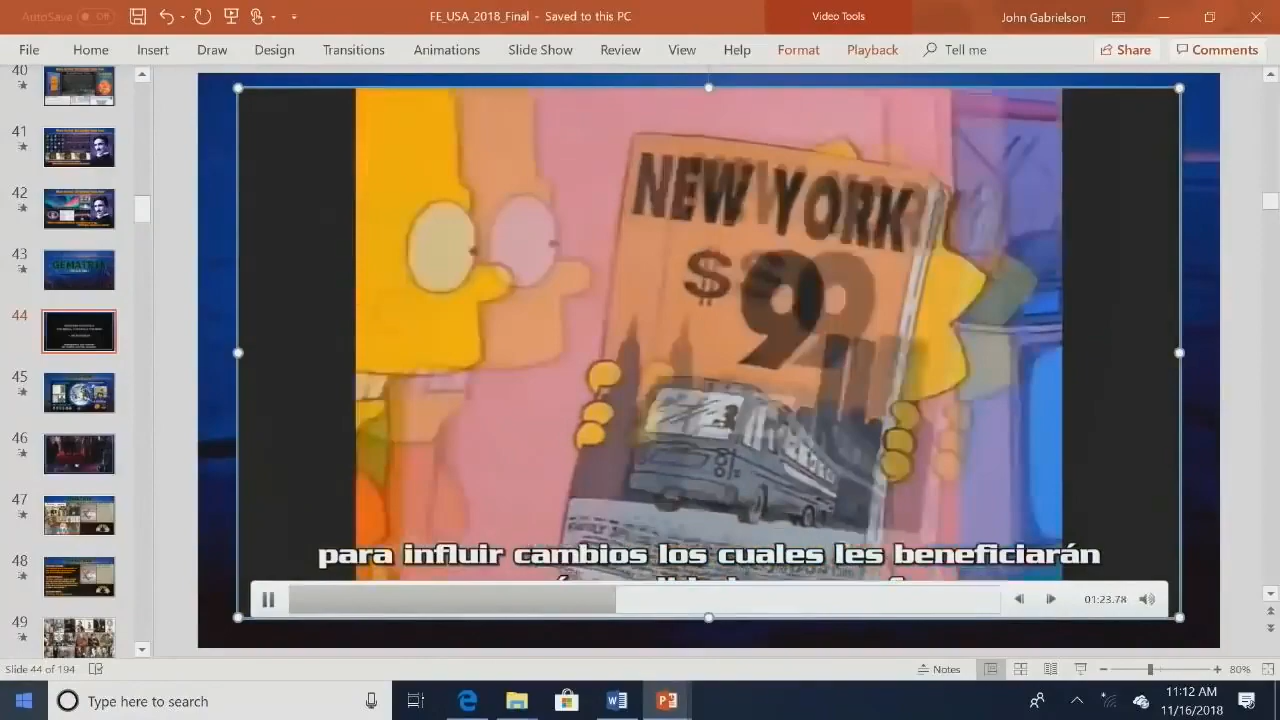 AutoSave
Off
FE_USA_2018_Final - Saved to this PC
Video Tools
John Gabrielson
File
Home
Insert
Draw
Design
Transitions
Animations
Slide Show
Review
View
Help
Format
Playback
Tell me
Share
Comments
40
41
42
43
GEMATRIA
44
45
46
47
48
49
NEW YORK
$
9
para influir cambios los cuales les beneficiarán
01:23.78
Slide 44 of 194
Notes
80%
Type here to search
11:12 AM
11/16/2018